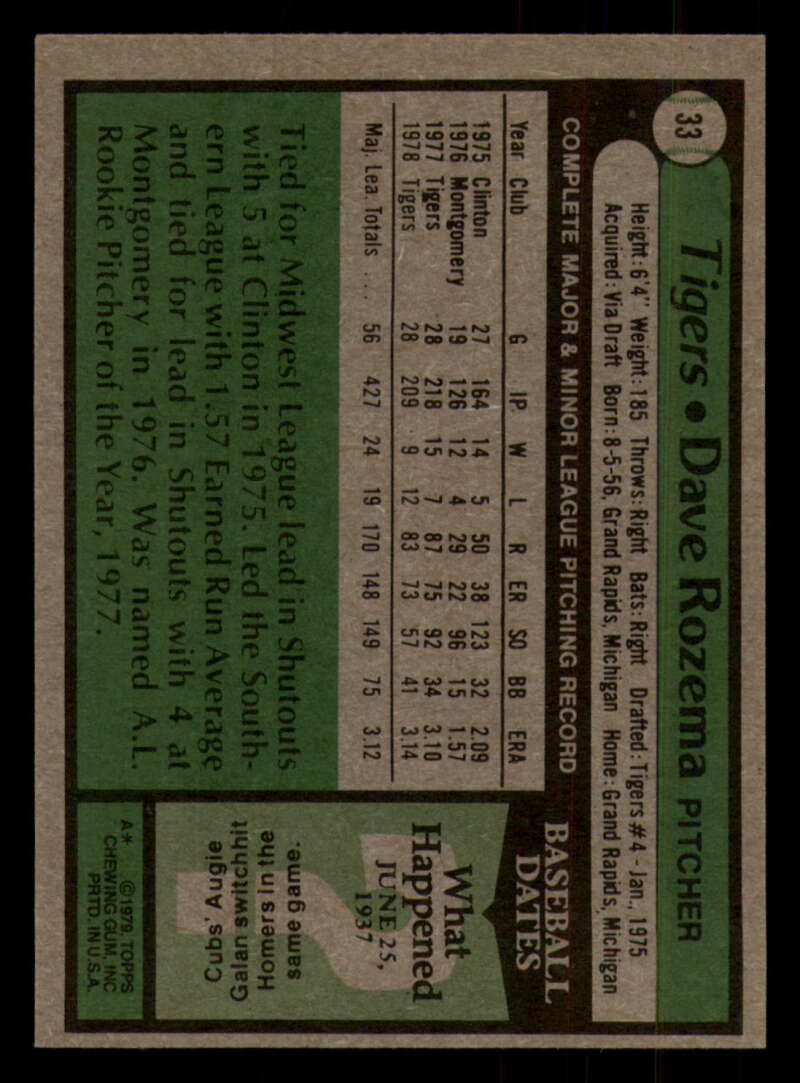 33
Tigers • Dave Rozema PITCHER
Height: 6'4" Weight: 185 Throws: Right Bats: Right Drafted: Tigers #4 - Jan., 1975
Acquired: Via Draft Born: 8-5-56, Grand Rapids, Michigan Home: Grand Rapids, Michigan
COMPLETE MAJOR & MINOR LEAGUE PITCHING RECORD
Year Club G IP W L R ER SO BB ERA
1975 Clinton 27 164 14 5 50 38 123 32 2.09
1976 Montgomery 19 126 12 4 29 22 96 15 1.57
1977 Tigers 28 218 15 7 87 75 92 34 3.10
1978 Tigers 28 209 9 12 83 73 57 41 3.14
Maj. Lea. Totals .... 56 427 24 19 170 148 149 75 3.12
Tied for Midwest League lead in Shutouts
with 5 at Clinton in 1975. Led the South-
ern League with 1.57 Earned Run Average
and tied for lead in Shutouts with 4 at
Montgomery in 1976. Was named A.L.
Rookie Pitcher of the Year, 1977.
BASEBALL
DATES
?
What
Happened
JUNE 25,
1937
Cubs' Augie
Galan switchhit
Homers in the
same game.
A* ©1979, TOPPS
CHEWING GUM, INC
PRTD. IN U.S.A.